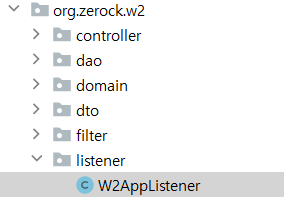 org.zerock.w2
controller
dao
domain
dto
filter
listener
C W2AppListener